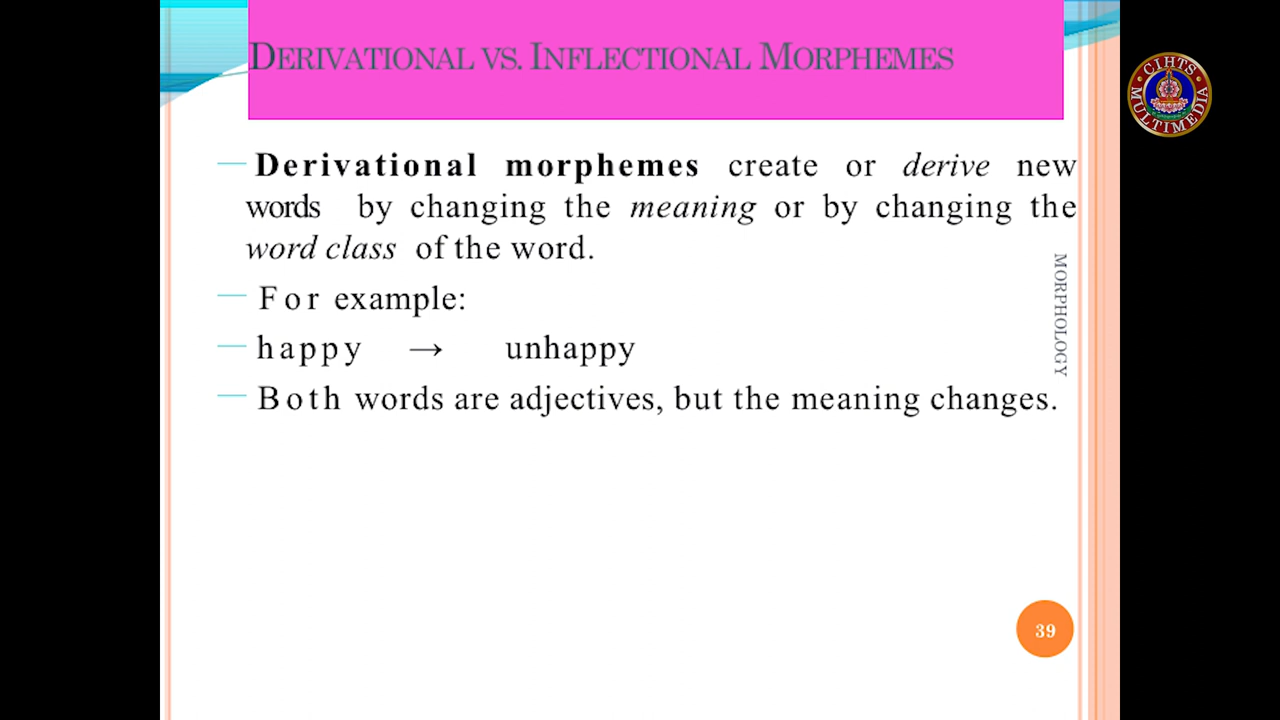 DERIVATIONAL VS. INFLECTIONAL MORPHEMES
CIHTS
MULTIMEDIA
Derivational morphemes create or derive new
words by changing the meaning or by changing the
word class of the word.
For example:
happy → unhappy
Both words are adjectives, but the meaning changes.
MORPHOLOGY
39